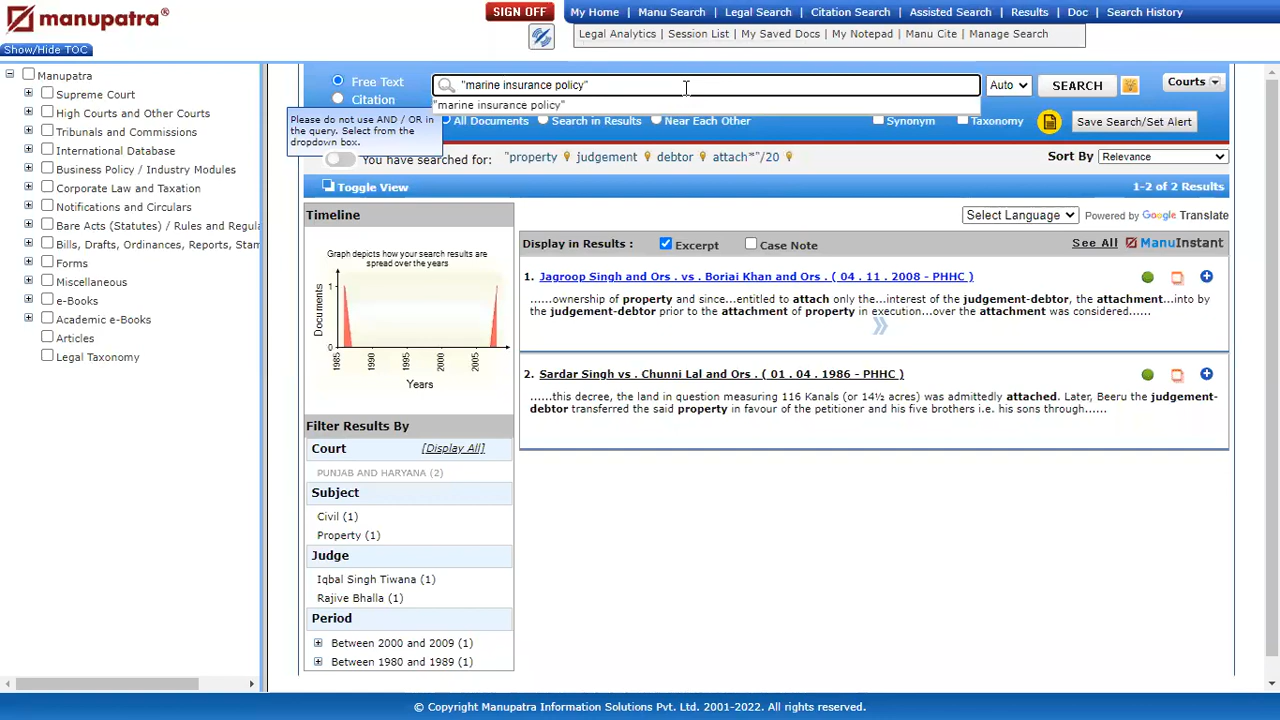 manupatra®
SIGN OFF
My Home | Manu Search | Legal Search | Citation Search | Assisted Search | Results | Doc | Search History
Legal Analytics | Session List | My Saved Docs | My Notepad | Manu Cite | Manage Search
Show/Hide TOC
Manupatra
Supreme Court
High Courts and Other Courts
Tribunals and Commissions
International Database
Business Policy / Industry Modules
Corporate Law and Taxation
Notifications and Circulars
Bare Acts (Statutes) / Rules and Regula
Bills, Drafts, Ordinances, Reports, Stam
Forms
Miscellaneous
e-Books
Academic e-Books
Articles
Legal Taxonomy
Free Text
Citation
"marine insurance policy"
Auto
SEARCH
Courts
"marine insurance policy"
Please do not use AND / OR in
the query. Select from the
dropdown box.
All Documents
Search in Results
Near Each Other
Synonym
Taxonomy
Save Search/Set Alert
You have searched for: "property judgement debtor attach*"/20
Sort By Relevance
Toggle View
1-2 of 2 Results
Timeline
Graph depicts how your search results are
spread over the years
Documents
1
0
1985 1990 1995 2000 2005
Years
Filter Results By
Court [Display All]
PUNJAB AND HARYANA (2)
Subject
Civil (1)
Property (1)
Judge
Iqbal Singh Tiwana (1)
Rajive Bhalla (1)
Period
Between 2000 and 2009 (1)
Between 1980 and 1989 (1)
Select Language
Powered by Google Translate
Display in Results : Excerpt Case Note
See All ManuInstant
1. Jagroop Singh and Ors . vs . Boriai Khan and Ors . ( 04 . 11 . 2008 - PHHC )
......ownership of property and since...entitled to attach only the...interest of the judgement-debtor, the attachment...into by
the judgement-debtor prior to the attachment of property in execution...over the attachment was considered......
2. Sardar Singh vs . Chunni Lal and Ors . ( 01 . 04 . 1986 - PHHC )
......this decree, the land in question measuring 116 Kanals (or 14½ acres) was admittedly attached. Later, Beeru the judgement-
debtor transferred the said property in favour of the petitioner and his five brothers i.e. his sons through......
© Copyright Manupatra Information Solutions Pvt. Ltd. 2001-2022. All rights reserved.